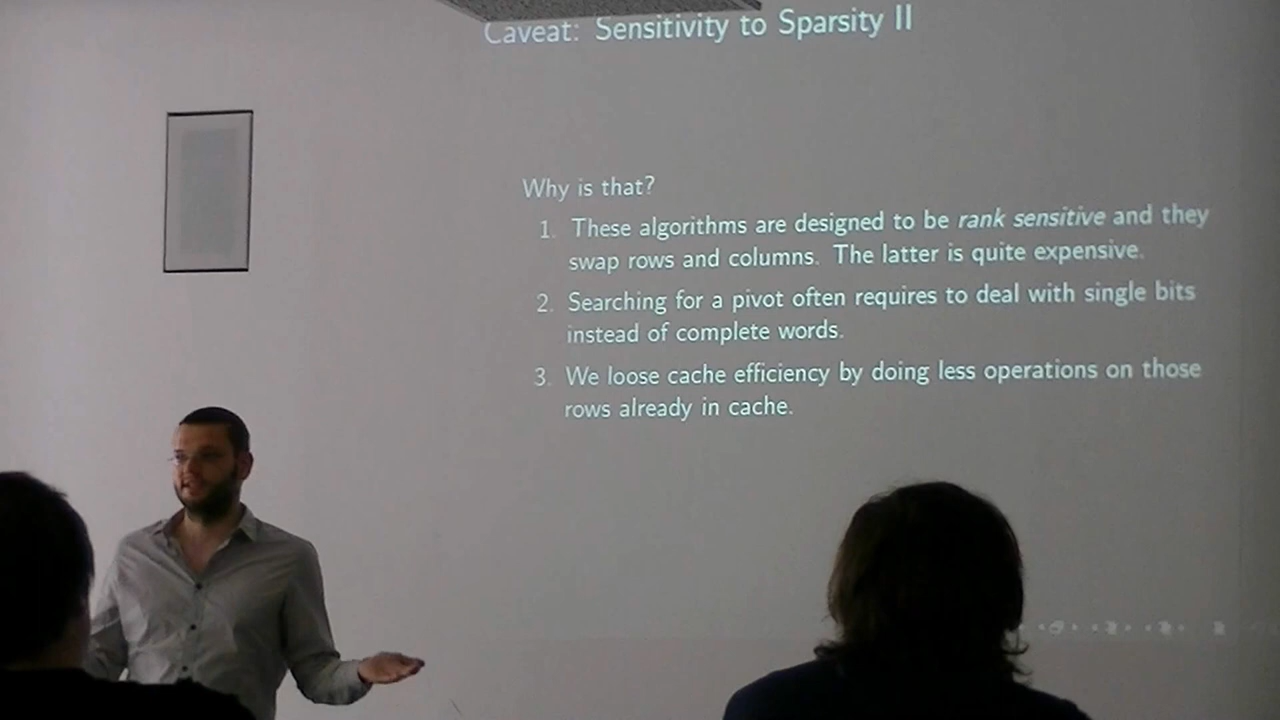 Caveat: Sensitivity to Sparsity II
Why is that?
1. These algorithms are designed to be rank sensitive and they
swap rows and columns. The latter is quite expensive.
2. Searching for a pivot often requires to deal with single bits
instead of complete words.
3. We loose cache efficiency by doing less operations on those
rows already in cache.